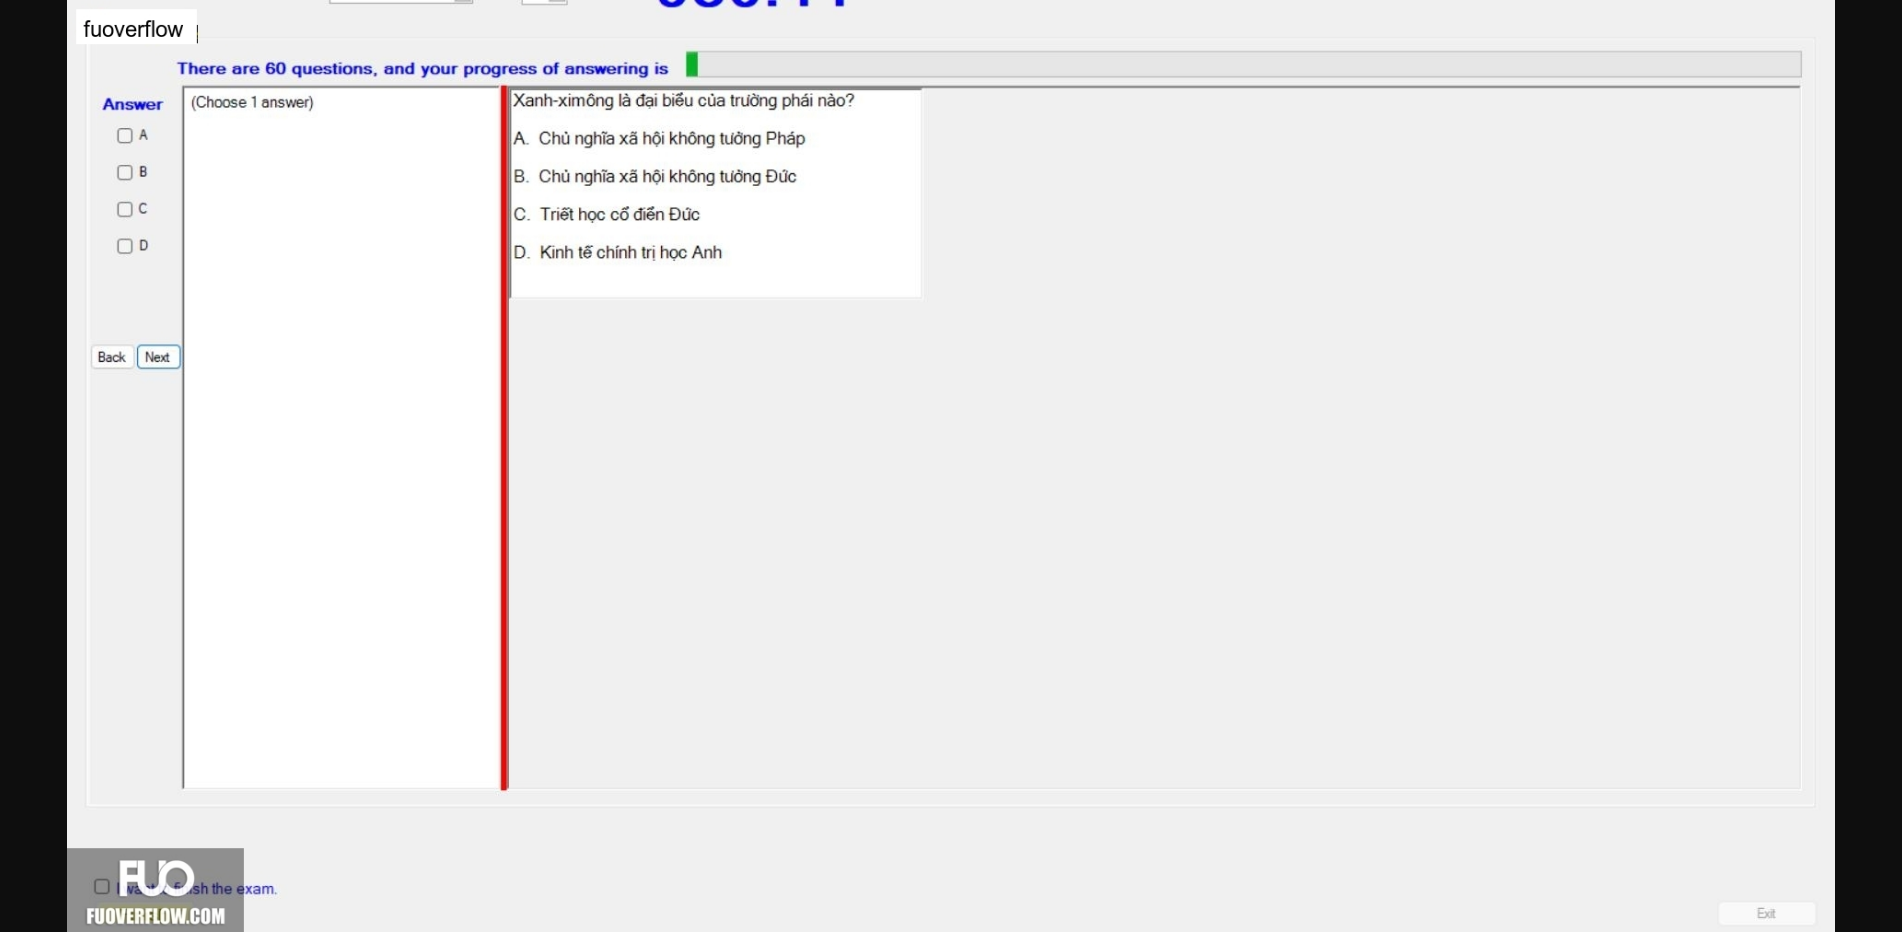 fuoverflow
There are 60 questions, and your progress of answering is
Answer
(Choose 1 answer)
A
B
C
D
Back Next
Xanh-ximông là đại biểu của trường phái nào?
A. Chủ nghĩa xã hội không tưởng Pháp
B. Chủ nghĩa xã hội không tưởng Đức
C. Triết học cổ điển Đức
D. Kinh tế chính trị học Anh
FUO
I want finish the exam.
FUOVERFLOW.COM
Exit